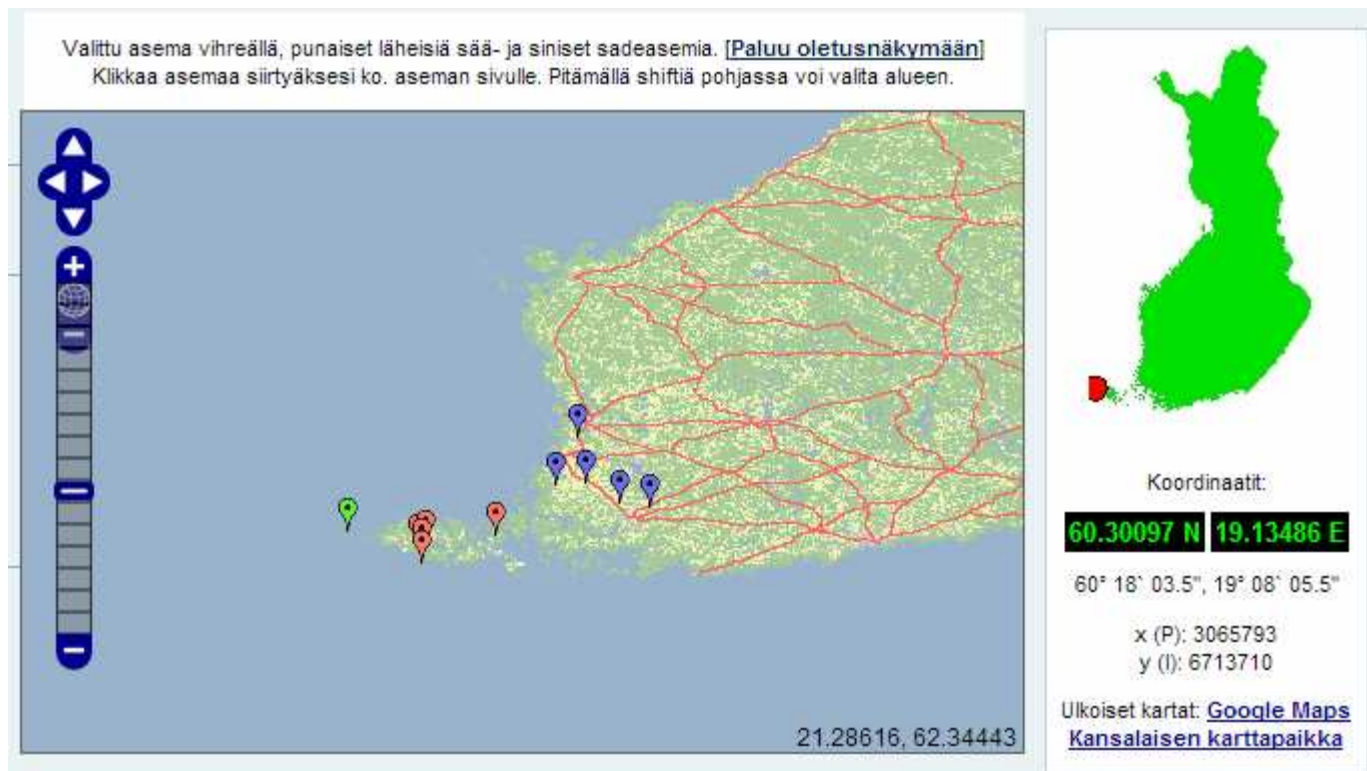 Valittu asema vihreällä, punaiset läheisiä sää- ja siniset sadeasemia. [Paluu oletusnäkymään]
Klikkaa asemaa siirtyäksesi ko. aseman sivulle. Pitämällä shiftiä pohjassa voi valita alueen.
21.28616, 62.34443
Koordinaatit:
60.30097 N 19.13486 E
60° 18` 03.5", 19° 08` 05.5"
x (P): 3065793
y (I): 6713710
Ulkoiset kartat: Google Maps
Kansalaisen karttapaikka